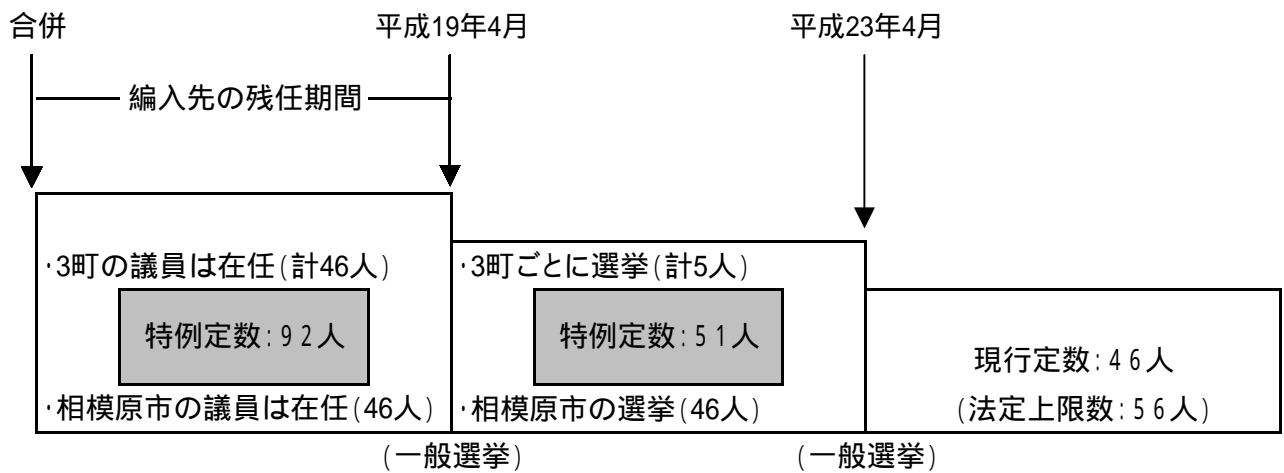 合併
平成19年4月
平成23年4月
編入先の残任期間
・3町の議員は在任(計46人)
特例定数:92人
・相模原市の議員は在任(46人)
・3町ごとに選挙(計5人)
特例定数:51人
・相模原市の選挙(46人)
現行定数:46人
(法定上限数:56人)
(一般選挙)
(一般選挙)